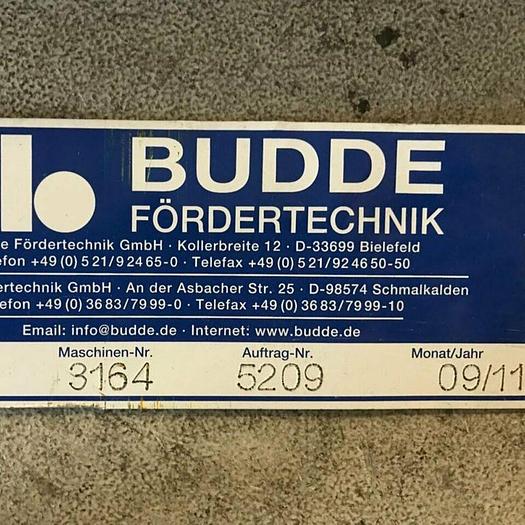 b BUDDE
FÖRDERTECHNIK
e Fördertechnik GmbH · Kollerbreite 12 · D-33699 Bielefeld
efon +49 (0) 5 21/9 24 65-0 · Telefax +49 (0) 5 21/92 46 50-50
dertechnik GmbH · An der Asbacher Str. 25 · D-98574 Schmalkalden
efon +49 (0) 36 83/79 99-0 · Telefax +49 (0) 36 83/79 99-10
Email: info@budde.de · Internet: www.budde.de
Maschinen-Nr. Auftrag-Nr. Monat/Jahr
3164 5209 09/11